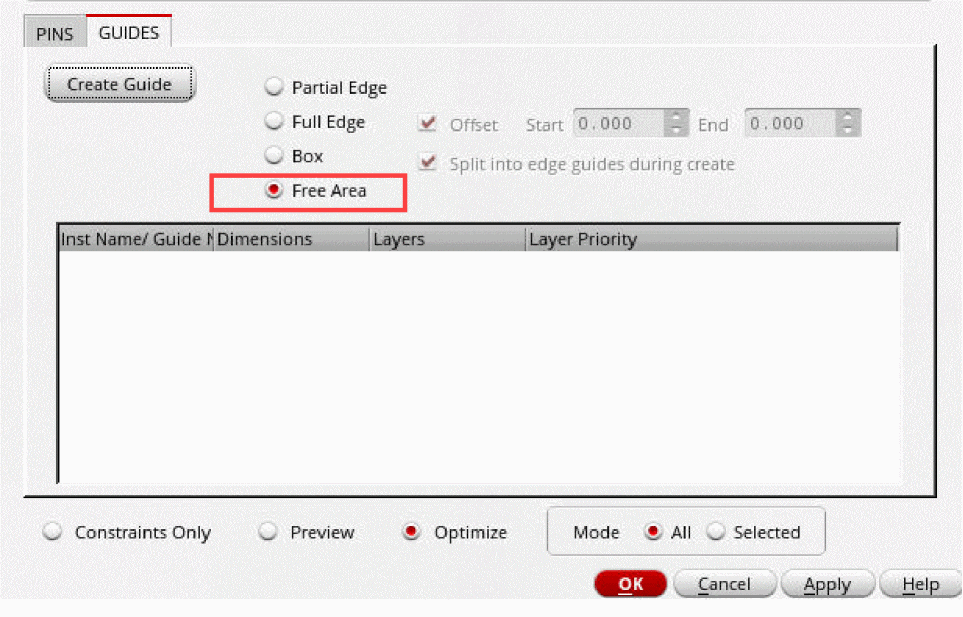 PINS GUIDES
Create Guide
Partial Edge
Full Edge
Offset Start 0.000 End 0.000
Box
Split into edge guides during create
Free Area
Inst Name/ Guide N Dimensions Layers Layer Priority
Constraints Only Preview Optimize Mode All Selected
OK Cancel Apply Help